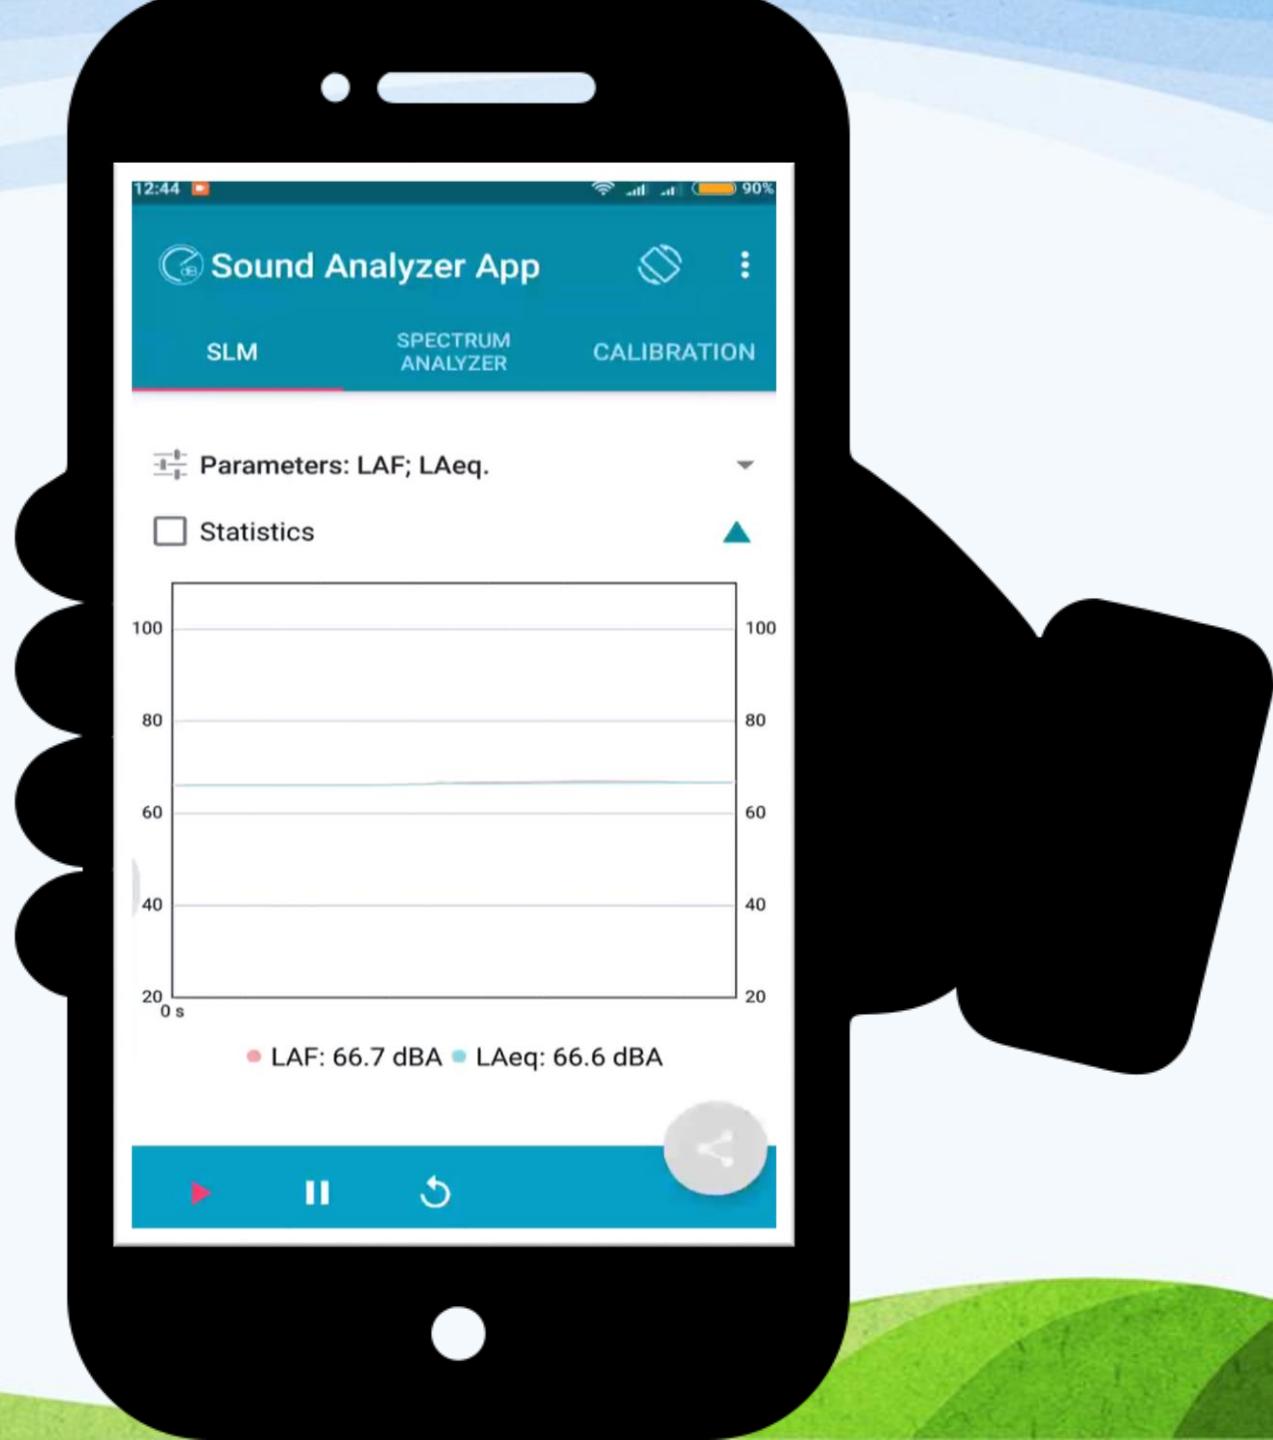 12:44 90%
dB Sound Analyzer App
SLM
SPECTRUM
ANALYZER
CALIBRATION
Parameters: LAF; LAeq.
Statistics
100 100
80 80
60 60
40 40
20 20
0 s
LAF: 66.7 dBA LAeq: 66.6 dBA